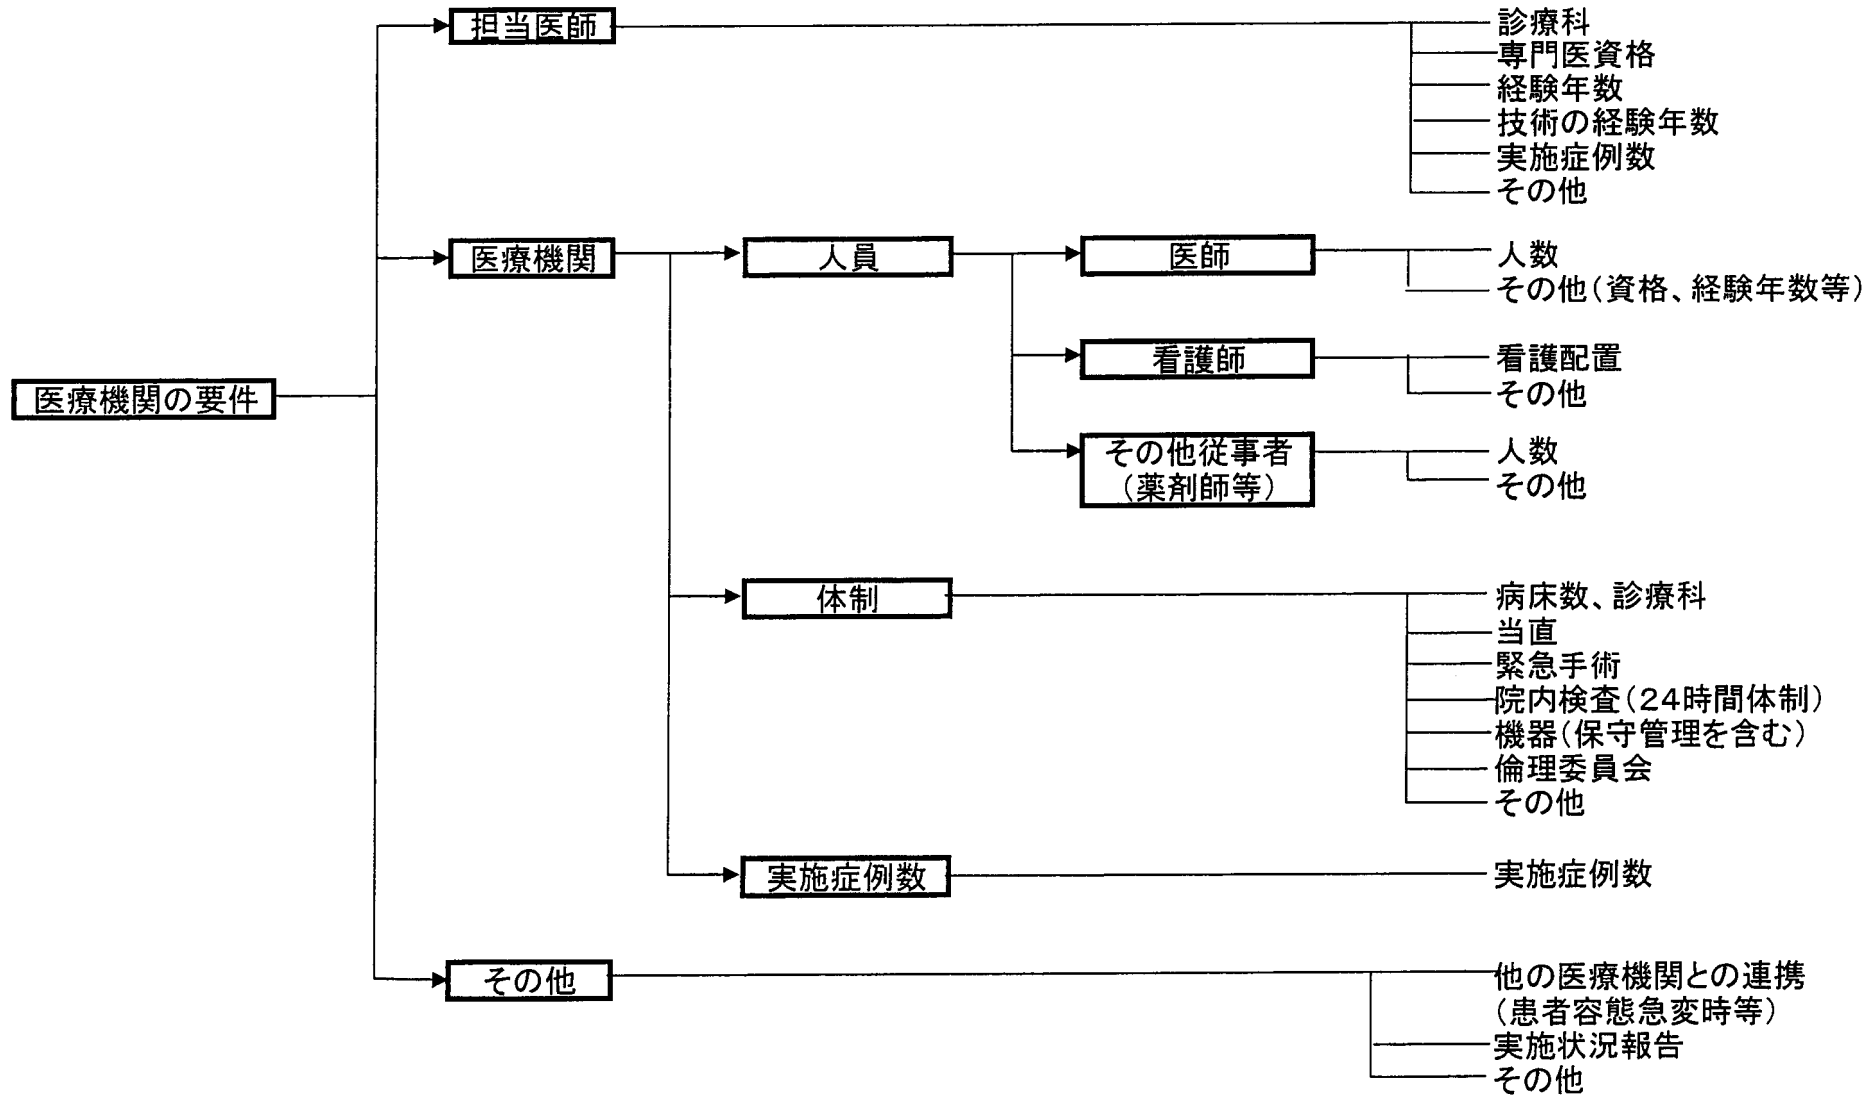 担当医師
診療科
専門医資格
経験年数
技術の経験年数
実施症例数
その他
医療機関
人員
医師
人数
その他(資格、経験年数等)
看護師
看護配置
その他
医療機関の要件
その他従事者
(薬剤師等)
人数
その他
体制
病床数、診療科
当直
緊急手術
院内検査(24時間体制)
機器(保守管理を含む)
倫理委員会
その他
実施症例数
実施症例数
その他
他の医療機関との連携
(患者容態急変時等)
実施状況報告
その他